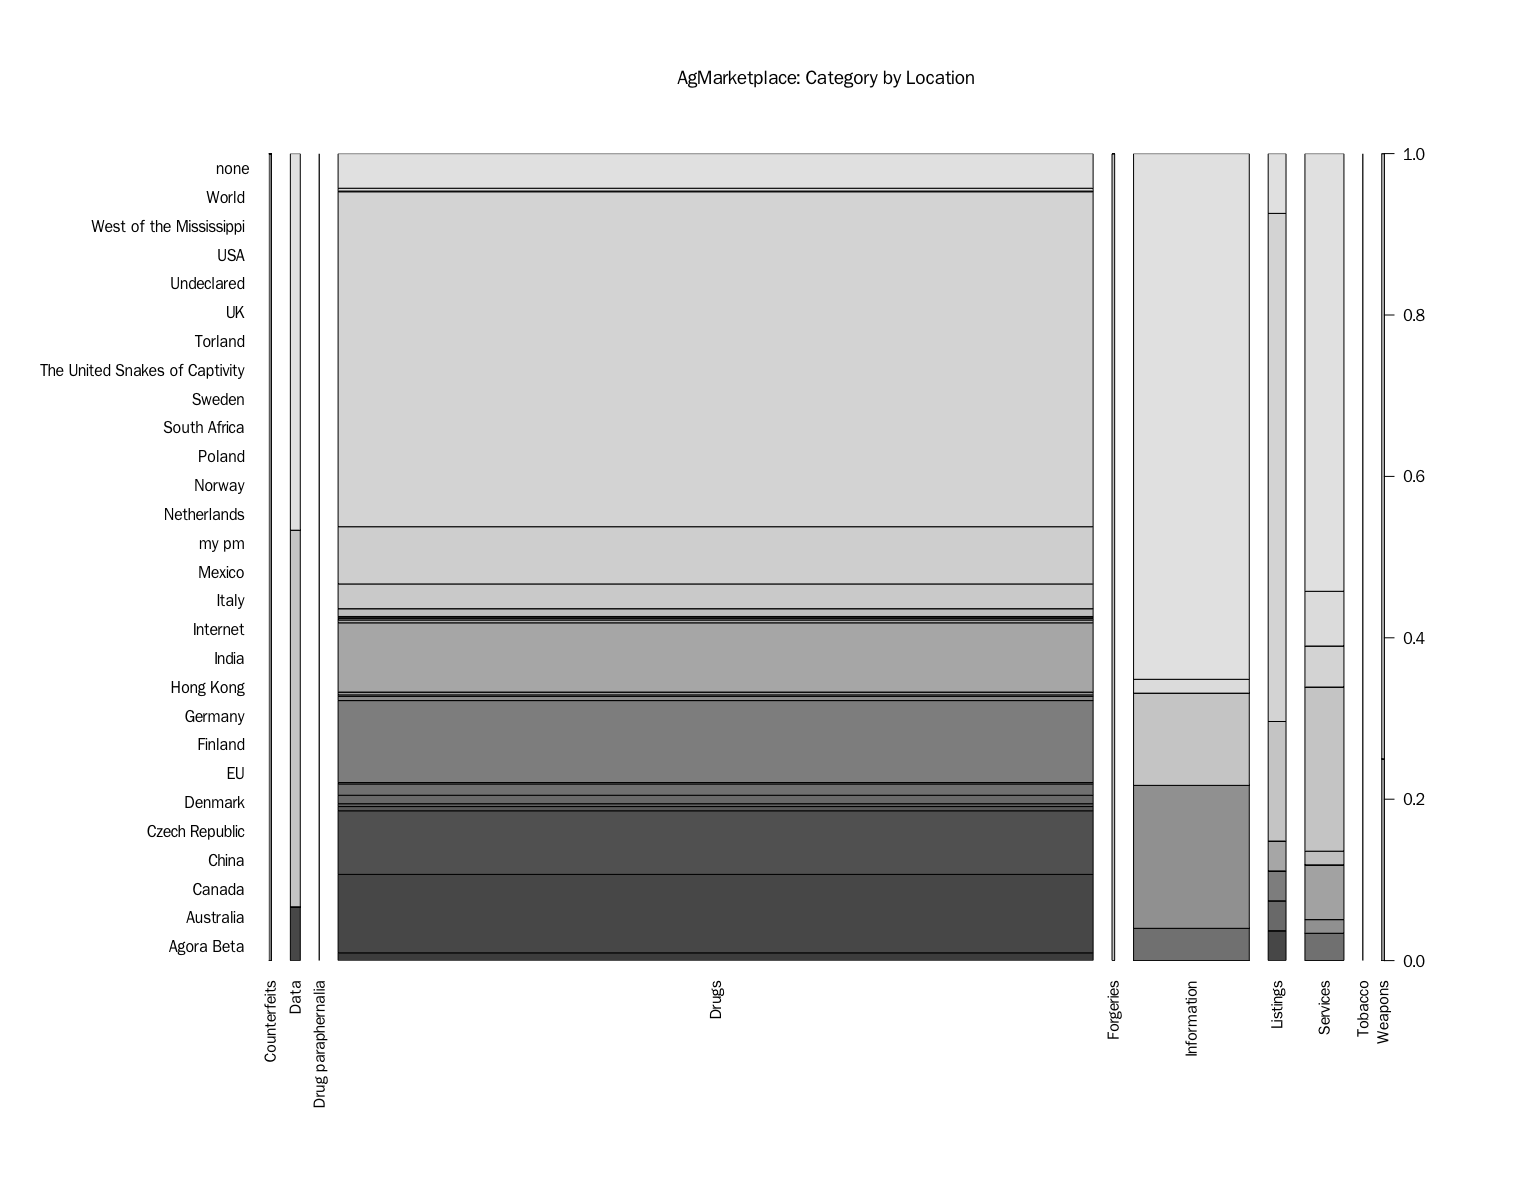 AgMarketplace: Category by Location
none
World
West of the Mississippi
USA
Undeclared
UK
Torland
The United Snakes of Captivity
Sweden
South Africa
Poland
Norway
Netherlands
my pm
Mexico
Italy
Internet
India
Hong Kong
Germany
Finland
EU
Denmark
Czech Republic
China
Canada
Australia
Agora Beta
1.0
0.8
0.6
0.4
0.2
0.0
Counterfeits
Data
Drug paraphernalia
Drugs
Forgeries
Information
Listings
Services
Tobacco
Weapons